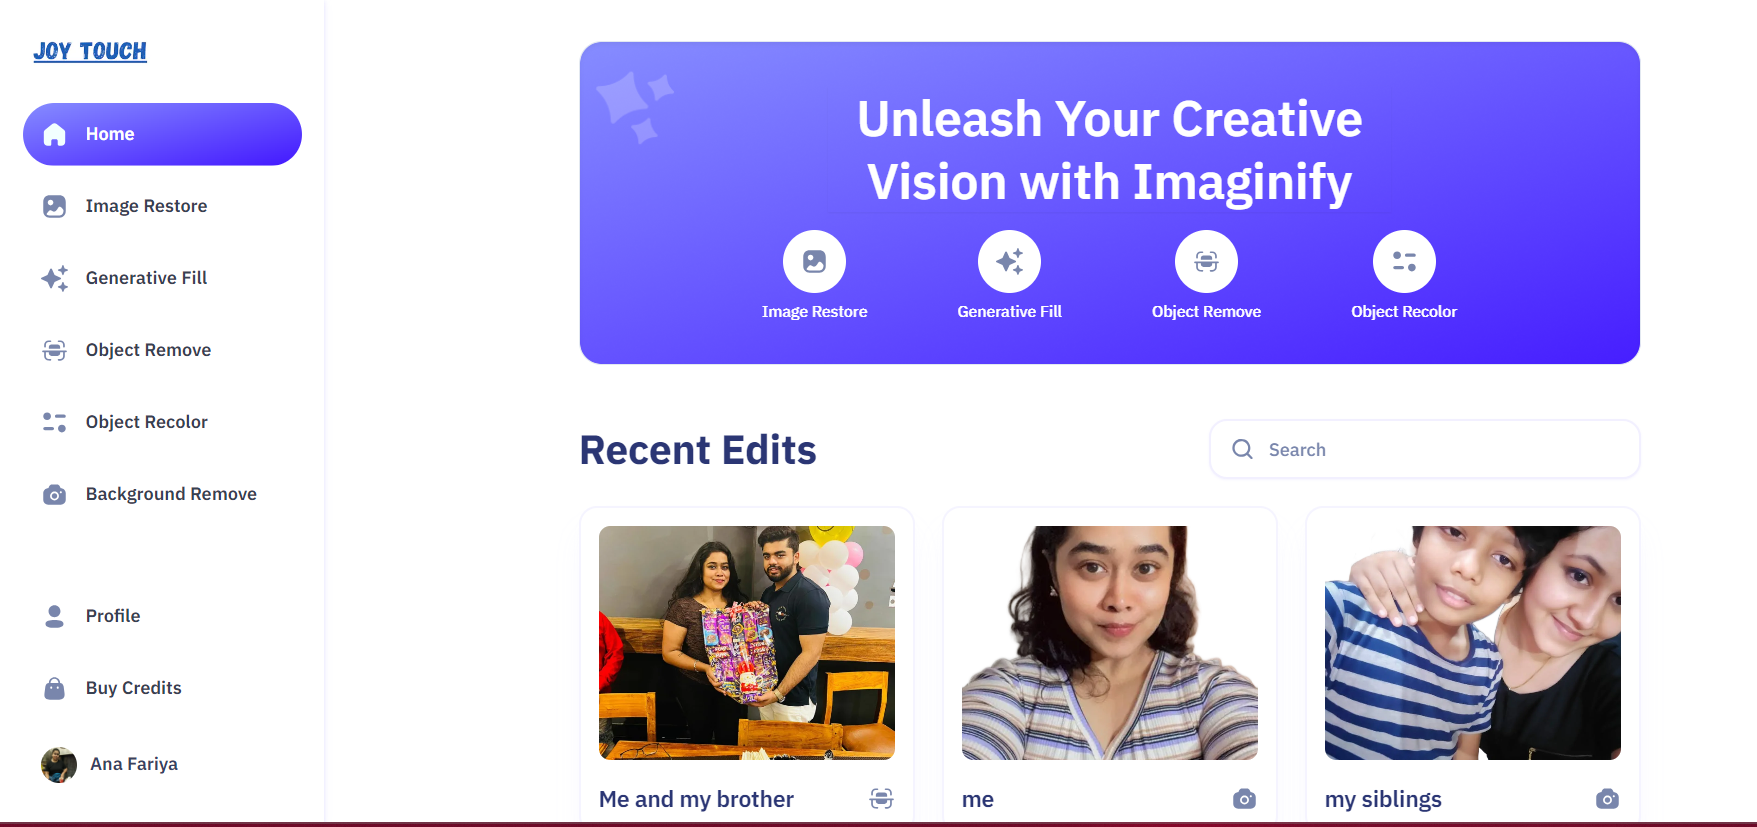 JOY TOUCH
Home
Image Restore
Generative Fill
Object Remove
Object Recolor
Background Remove
Profile
Buy Credits
Ana Fariya
Unleash Your Creative
Vision with Imaginify
Image Restore
Generative Fill
Object Remove
Object Recolor
Recent Edits
Search
Me and my brother
me
my siblings